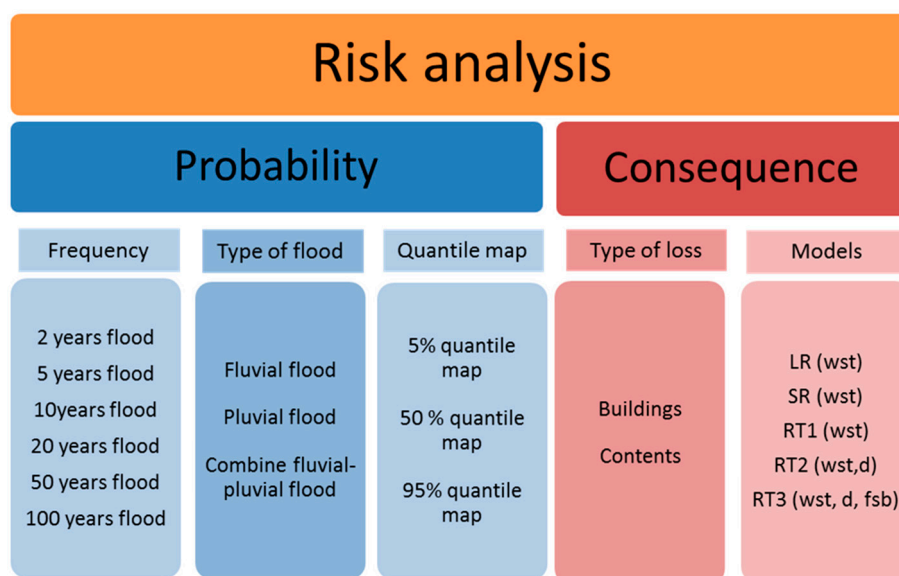 Risk analysis
Probability
Consequence
Frequency
Type of flood
Quantile map
Type of loss
Models
2 years flood
5 years flood
10years flood
20 years flood
50 years flood
100 years flood
Fluvial flood
Pluvial flood
Combine fluvial-
pluvial flood
5% quantile
map
50 % quantile
map
95% quantile
map
Buildings
Contents
LR (wst)
SR (wst)
RT1 (wst)
RT2 (wst,d)
RT3 (wst, d, fsb)